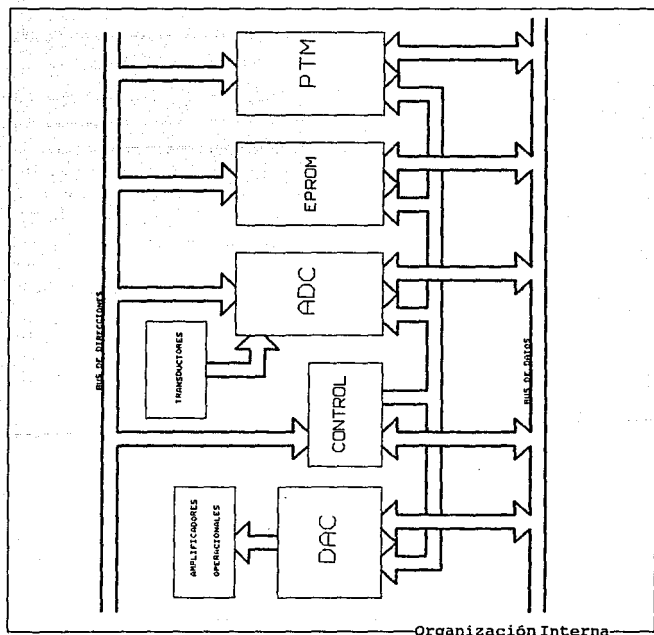 PTM
EPROM
ADC
BUS DE DIRECCIONES
TRANSDUCTORES
BUS DE DATOS
CONTROL
AMPLIFICADORES
OPERACIONALES
DAC
Organización Interna